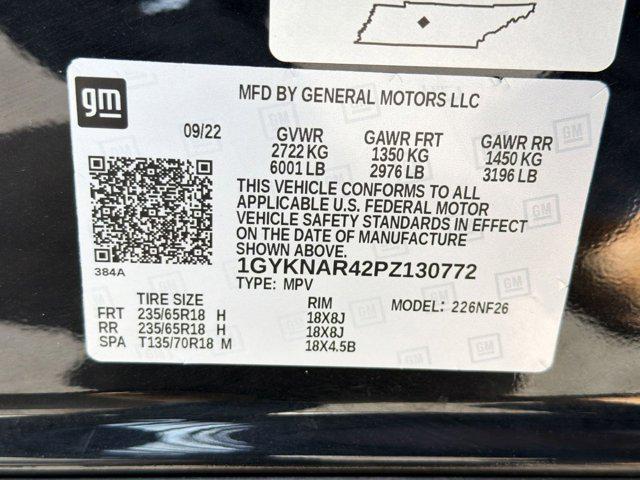 gm
MFD BY GENERAL MOTORS LLC
09/22 GVWR GAWR FRT GAWR RR
2722 KG 1350 KG 1450 KG
6001 LB 2976 LB 3196 LB
THIS VEHICLE CONFORMS TO ALL
APPLICABLE U.S. FEDERAL MOTOR
VEHICLE SAFETY STANDARDS IN EFFECT
ON THE DATE OF MANUFACTURE
SHOWN ABOVE.
384A
1GYKNAR42PZ130772
TYPE: MPV
TIRE SIZE RIM MODEL: 226NF26
FRT 235/65R18 H 18X8J
RR 235/65R18 H 18X8J
SPA T135/70R18 M 18X4.5B